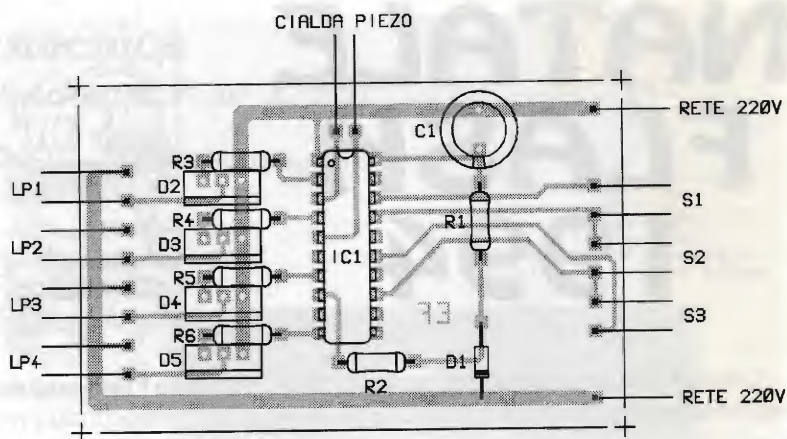 CIALDA PIEZO
RETE 220V
C1
R3
LP1
D2
S1
R4
R1
LP2
D3
IC1
S2
R5
LP3
D4
S3
R6
LP4
D5
R2
D1
RETE 220V